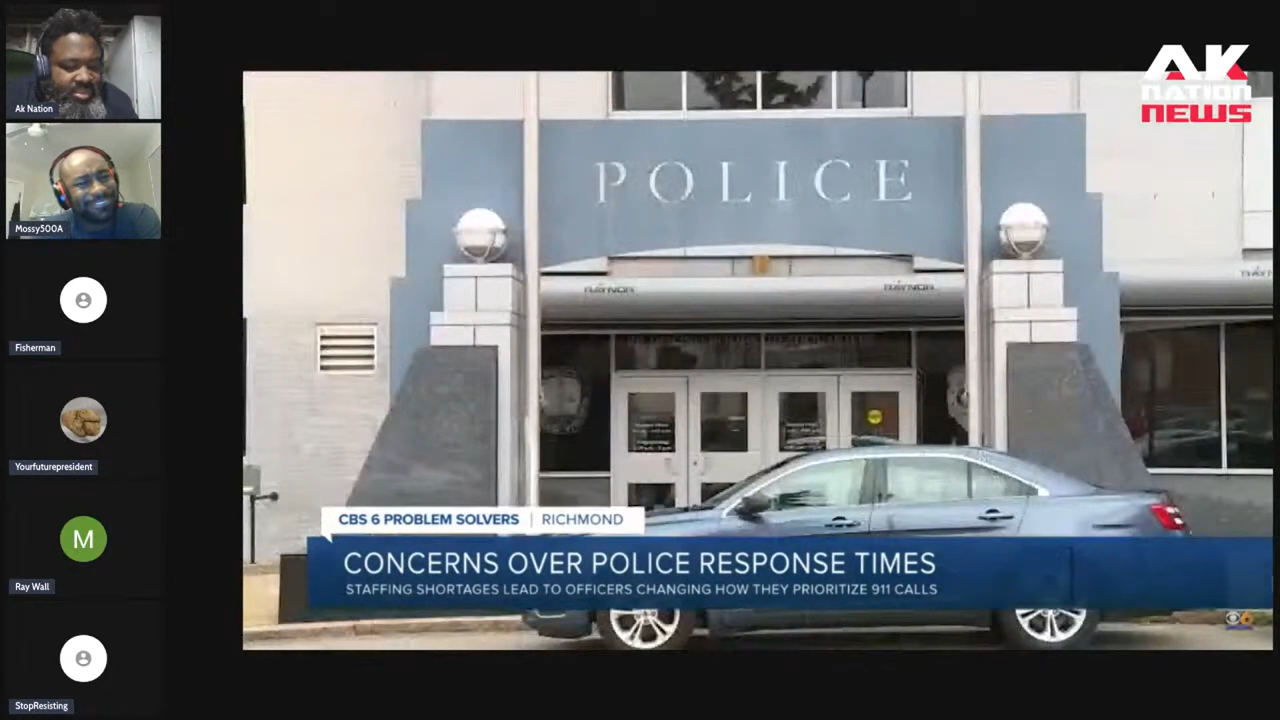 Ak Nation
Mossy500A
Fisherman
Yourfuturepresident
M
Ray Wall
StopResisting
AK
NATION
NEWS
POLICE
RAYNOR
RAYNOR
CBS 6 PROBLEM SOLVERS | RICHMOND
CONCERNS OVER POLICE RESPONSE TIMES
STAFFING SHORTAGES LEAD TO OFFICERS CHANGING HOW THEY PRIORITIZE 911 CALLS
6